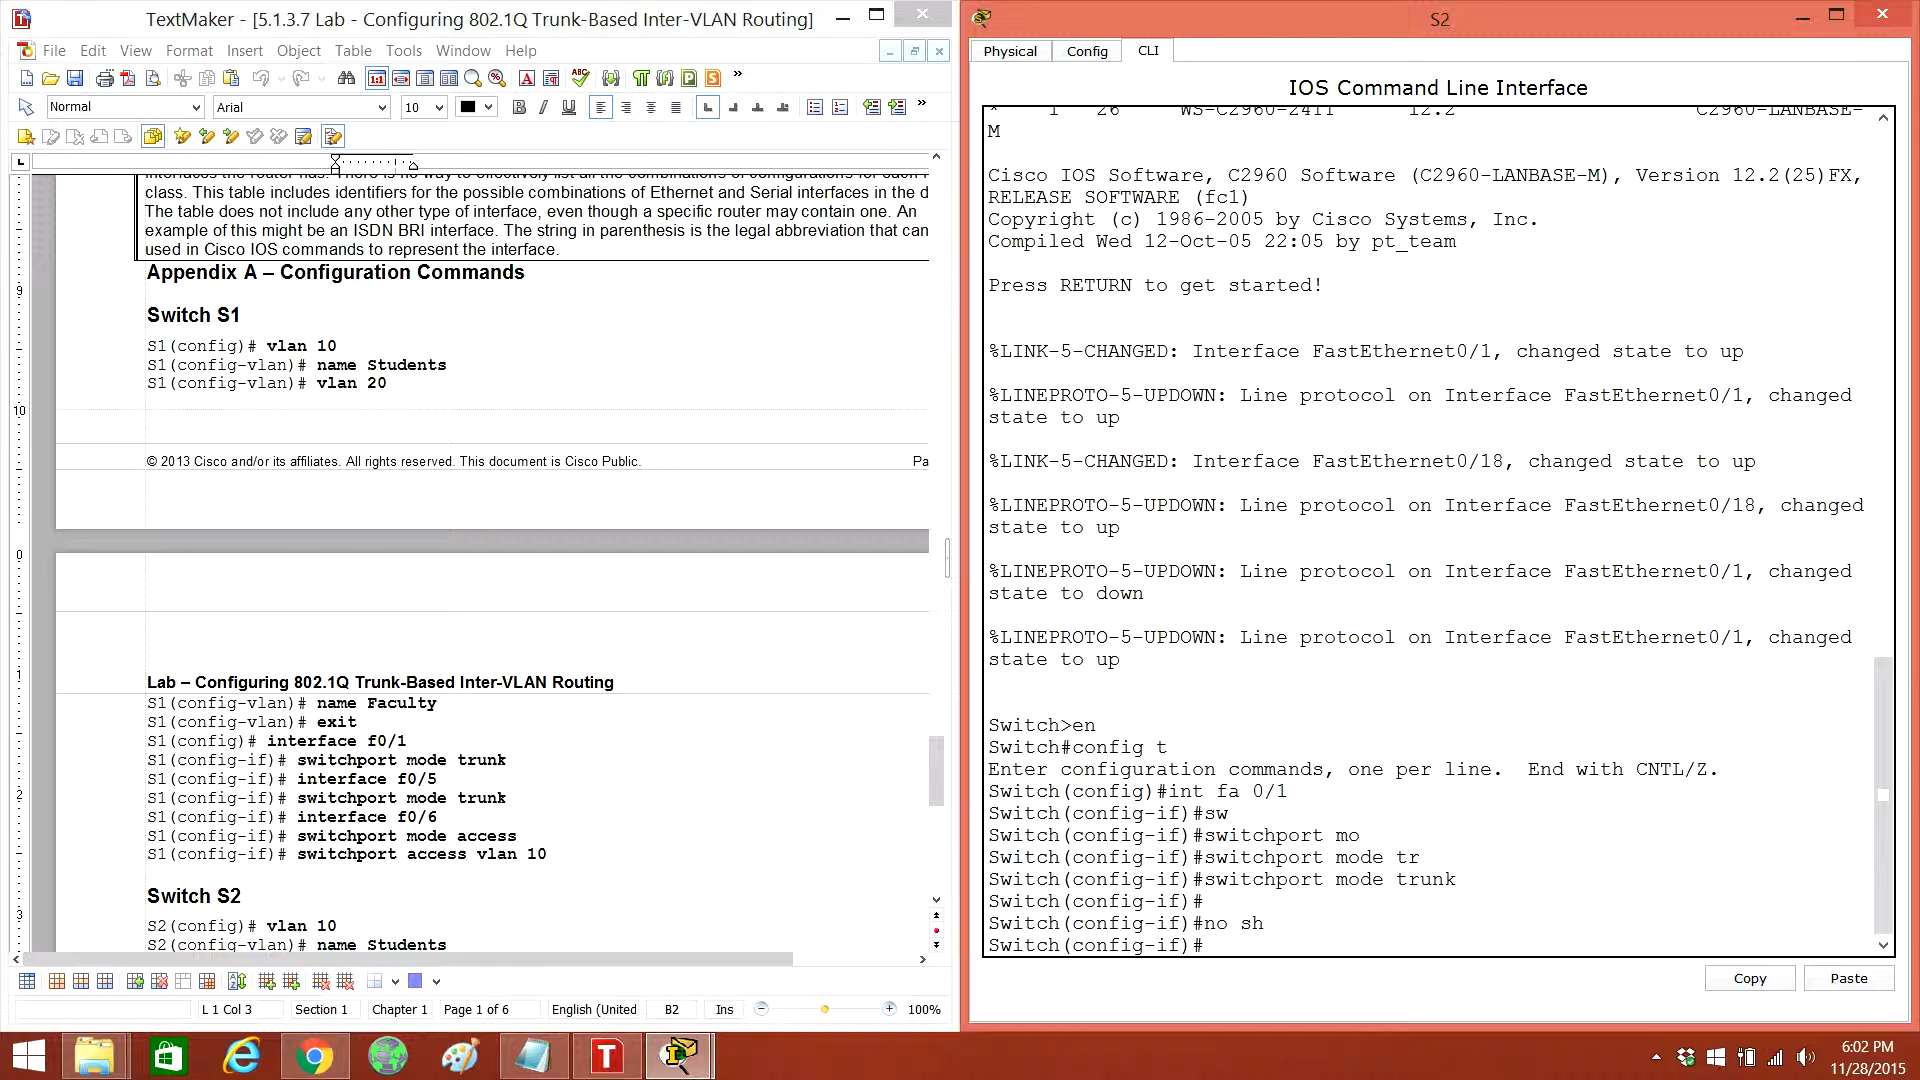 TextMaker - [5.1.3.7 Lab - Configuring 802.1Q Trunk-Based Inter-VLAN Routing]
File Edit View Format Insert Object Table Tools Window Help
Normal Arial 10
class. This table includes identifiers for the possible combinations of Ethernet and Serial interfaces in the d
The table does not include any other type of interface, even though a specific router may contain one. An
example of this might be an ISDN BRI interface. The string in parenthesis is the legal abbreviation that can
used in Cisco IOS commands to represent the interface.
Appendix A – Configuration Commands
Switch S1
S1(config)# vlan 10
S1(config-vlan)# name Students
S1(config-vlan)# vlan 20
© 2013 Cisco and/or its affiliates. All rights reserved. This document is Cisco Public. Pa
Lab – Configuring 802.1Q Trunk-Based Inter-VLAN Routing
S1(config-vlan)# name Faculty
S1(config-vlan)# exit
S1(config)# interface f0/1
S1(config-if)# switchport mode trunk
S1(config-if)# interface f0/5
S1(config-if)# switchport mode trunk
S1(config-if)# interface f0/6
S1(config-if)# switchport mode access
S1(config-if)# switchport access vlan 10
Switch S2
S2(config)# vlan 10
S2(config-vlan)# name Students
L 1 Col 3 Section 1 Chapter 1 Page 1 of 6 English (United B2 Ins 100%
S2
Physical Config CLI
IOS Command Line Interface
* 1 26 WS-C2960-24TT 12.2 C2960-LANBASE-
M
Cisco IOS Software, C2960 Software (C2960-LANBASE-M), Version 12.2(25)FX,
RELEASE SOFTWARE (fc1)
Copyright (c) 1986-2005 by Cisco Systems, Inc.
Compiled Wed 12-Oct-05 22:05 by pt_team
Press RETURN to get started!
%LINK-5-CHANGED: Interface FastEthernet0/1, changed state to up
%LINEPROTO-5-UPDOWN: Line protocol on Interface FastEthernet0/1, changed
state to up
%LINK-5-CHANGED: Interface FastEthernet0/18, changed state to up
%LINEPROTO-5-UPDOWN: Line protocol on Interface FastEthernet0/18, changed
state to up
%LINEPROTO-5-UPDOWN: Line protocol on Interface FastEthernet0/1, changed
state to down
%LINEPROTO-5-UPDOWN: Line protocol on Interface FastEthernet0/1, changed
state to up
Switch>en
Switch#config t
Enter configuration commands, one per line.  End with CNTL/Z.
Switch(config)#int fa 0/1
Switch(config-if)#sw
Switch(config-if)#switchport mo
Switch(config-if)#switchport mode tr
Switch(config-if)#switchport mode trunk
Switch(config-if)#
Switch(config-if)#no sh
Switch(config-if)#
Copy Paste
6:02 PM
11/28/2015